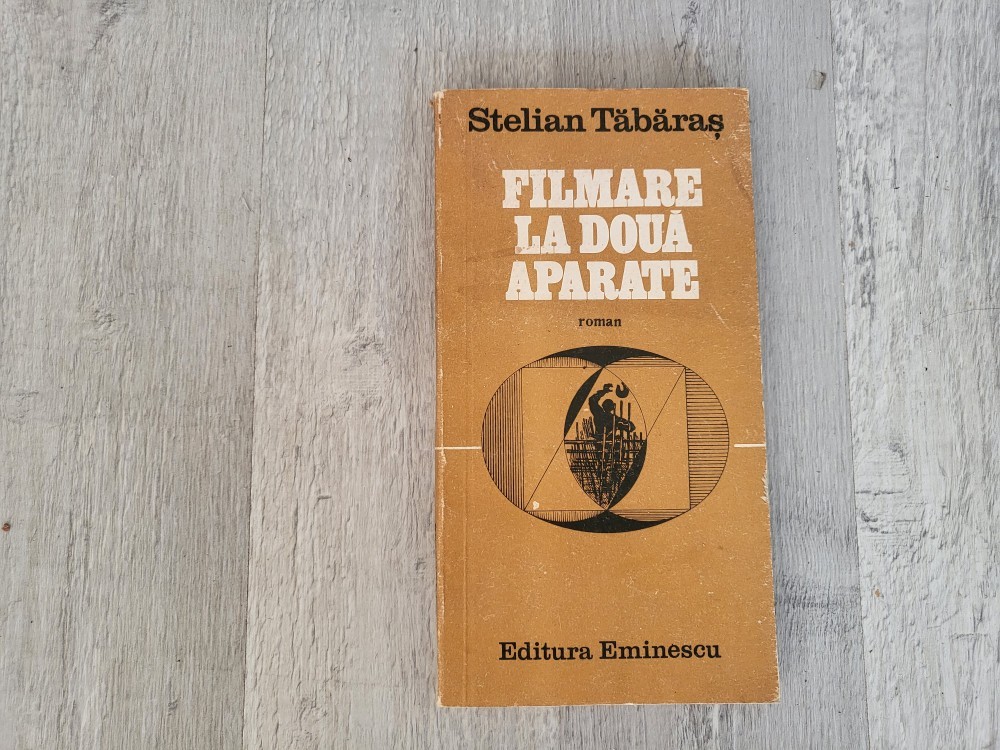 Stelian Tăbăraș
FILMARE
LA DOUĂ
APARATE
roman
Editura Eminescu